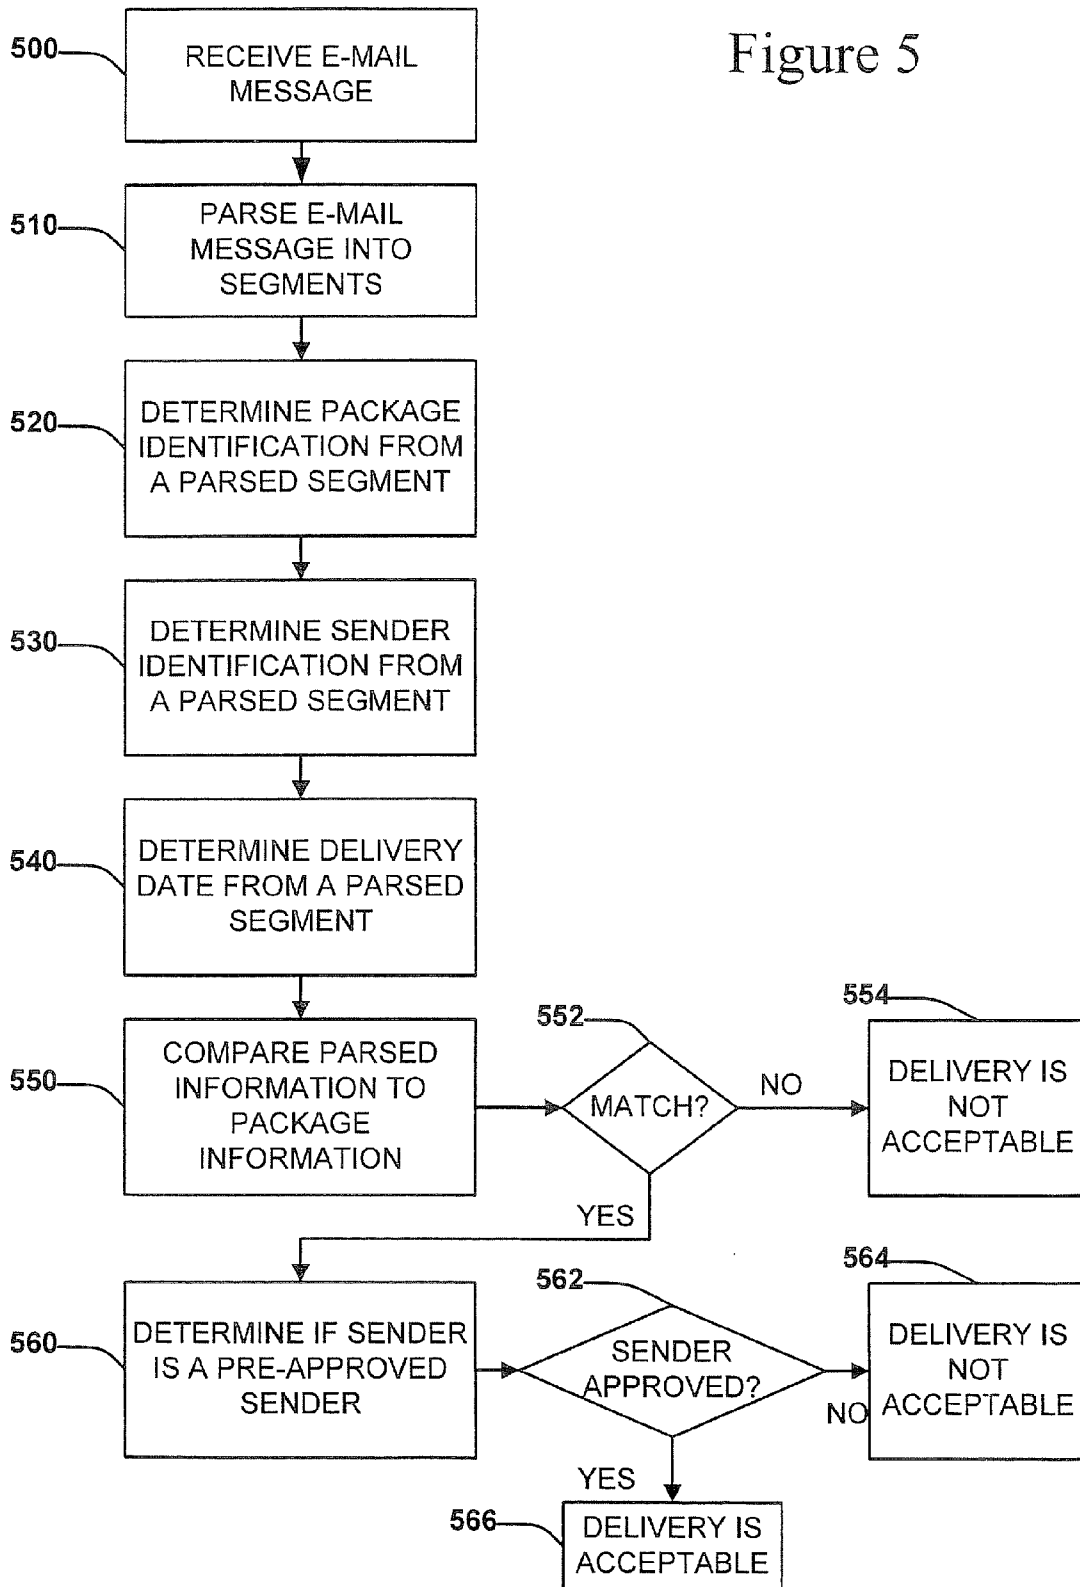 Figure 5
500
RECEIVE E-MAIL
MESSAGE
510
PARSE E-MAIL
MESSAGE INTO
SEGMENTS
520
DETERMINE PACKAGE
IDENTIFICATION FROM
A PARSED SEGMENT
530
DETERMINE SENDER
IDENTIFICATION FROM
A PARSED SEGMENT
540
DETERMINE DELIVERY
DATE FROM A PARSED
SEGMENT
550
COMPARE PARSED
INFORMATION TO
PACKAGE
INFORMATION
552
MATCH?
NO
554
DELIVERY IS
NOT
ACCEPTABLE
YES
560
DETERMINE IF SENDER
IS A PRE-APPROVED
SENDER
562
SENDER
APPROVED?
NO
564
DELIVERY IS
NOT
ACCEPTABLE
YES
566
DELIVERY IS
ACCEPTABLE